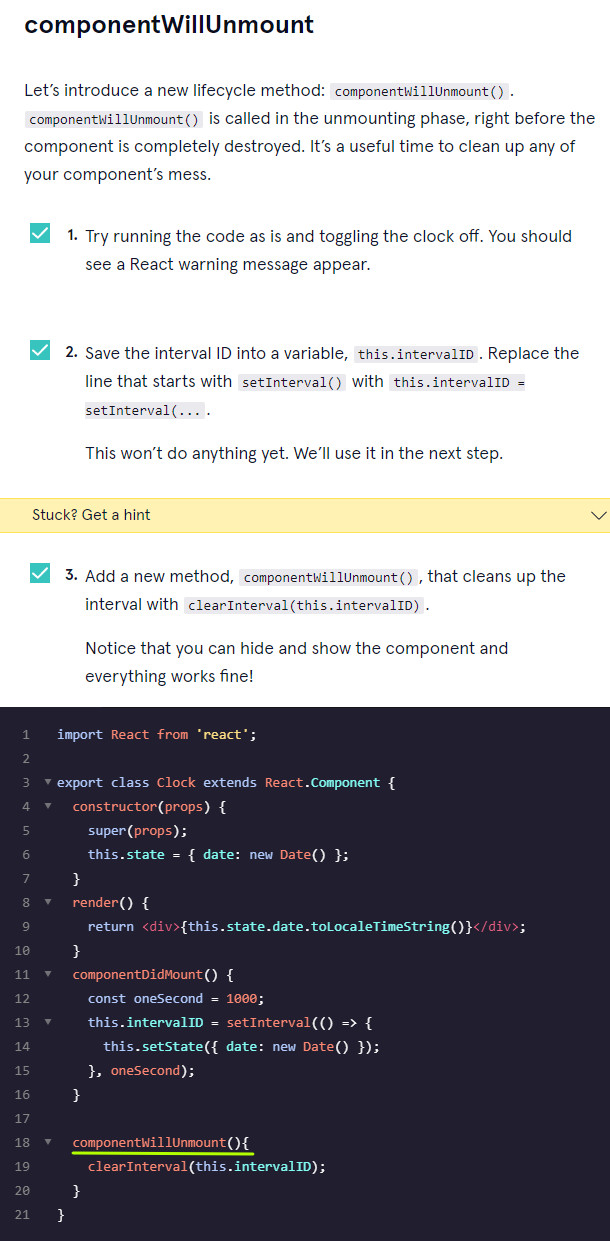 componentWillUnmount
Let’s introduce a new lifecycle method: componentWillUnmount() .
componentWillUnmount() is called in the unmounting phase, right before the
component is completely destroyed. It’s a useful time to clean up any of
your component’s mess.
1. Try running the code as is and toggling the clock off. You should
see a React warning message appear.
2. Save the interval ID into a variable, this.intervalID . Replace the
line that starts with setInterval() with this.intervalID =
setInterval(... .
This won’t do anything yet. We’ll use it in the next step.
Stuck? Get a hint
3. Add a new method, componentWillUnmount() , that cleans up the
interval with clearInterval(this.intervalID) .
Notice that you can hide and show the component and
everything works fine!
1 import React from 'react';
2
3 export class Clock extends React.Component {
4 constructor(props) {
5 super(props);
6 this.state = { date: new Date() };
7 }
8 render() {
9 return <div>{this.state.date.toLocaleTimeString()}</div>;
10 }
11 componentDidMount() {
12 const oneSecond = 1000;
13 this.intervalID = setInterval(() => {
14 this.setState({ date: new Date() });
15 }, oneSecond);
16 }
17
18 componentWillUnmount(){
19 clearInterval(this.intervalID);
20 }
21 }